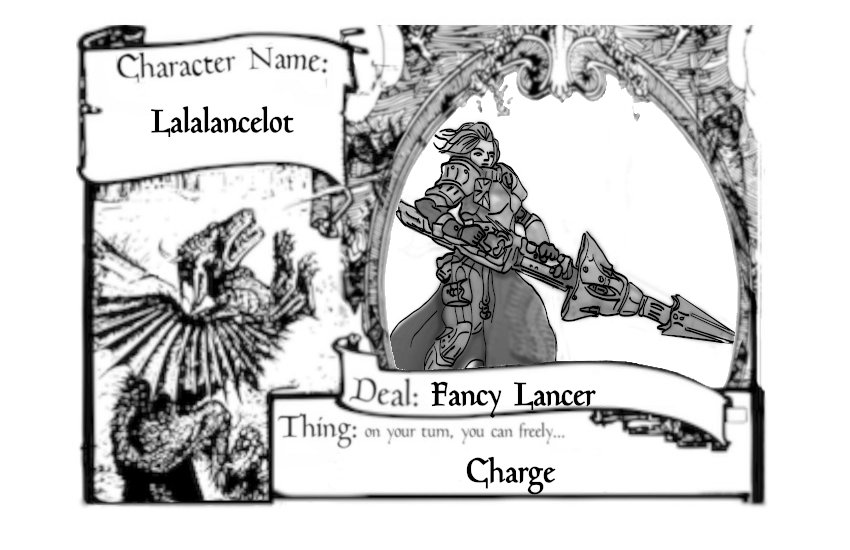 Character Name:
Lalalancelot
Deal: Fancy Lancer
Thing: on your turn, you can freely...
Charge